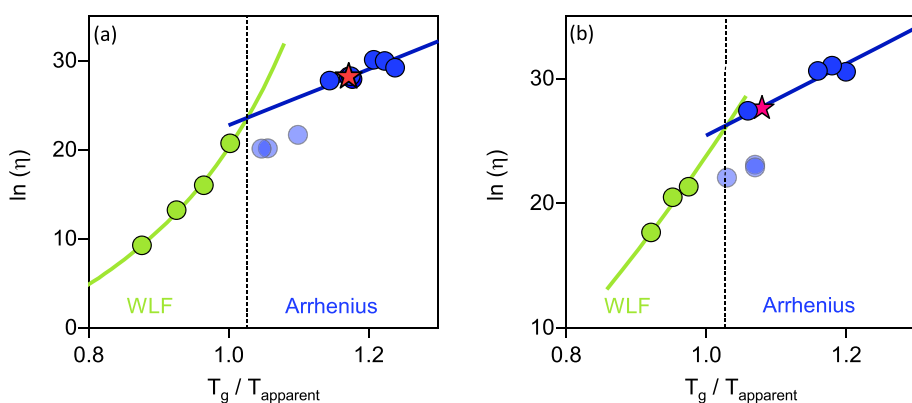 (a)
30
20
10
0
ln (η)
WLF
Arrhenius
0.8
1.0
1.2
Tg / Tapparent
(b)
30
20
10
ln (η)
WLF
Arrhenius
0.8
1.0
1.2
Tg / Tapparent